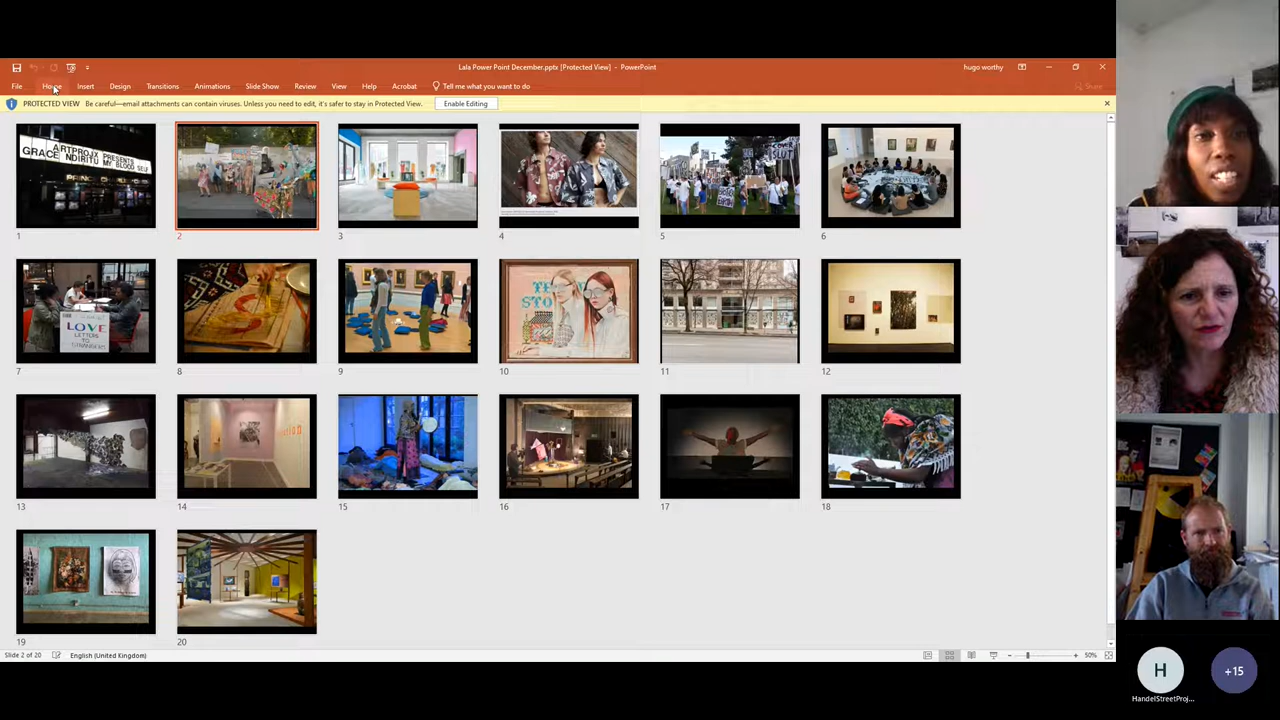 Lala Power Point December.pptx [Protected View] - PowerPoint
hugo worthy
File Home Insert Design Transitions Animations Slide Show Review View Help Acrobat Tell me what you want to do
Share
PROTECTED VIEW Be careful—email attachments can contain viruses. Unless you need to edit, it's safer to stay in Protected View. Enable Editing
ARTPROJX PRESENTS
GRACE NDIRITU MY BLOOD SELF
1 2 3 4 5 6
SLUT
LOVE
LETTERS
TO
STRANGERS
7 8 9 10 11 12
13 14 15 16 17 18
19 20
Slide 2 of 20 English (United Kingdom)
50%
H
+15
HandelStreetProj...